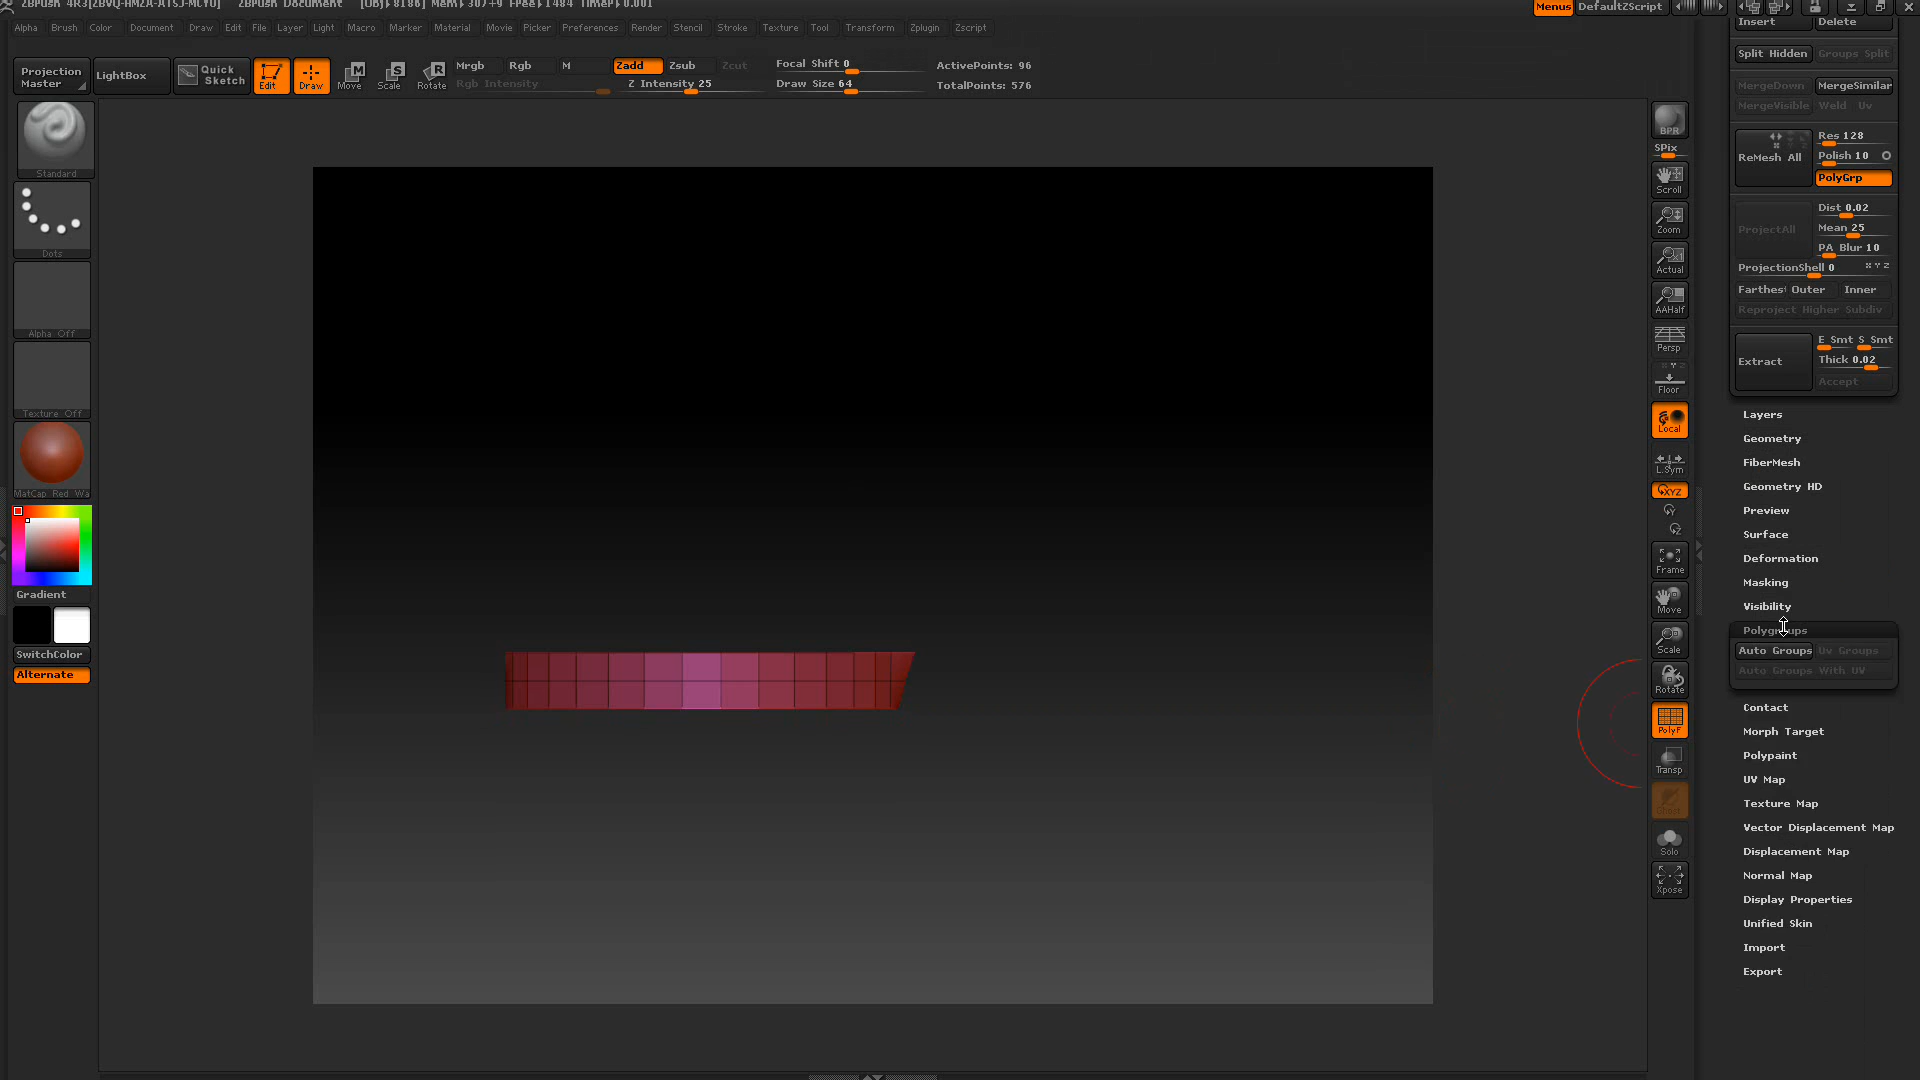 ZBrush Document
Menus DefaultZScript
Alpha Brush Color Document Draw Edit File Layer Light Macro Marker Material Movie Picker Preferences Render Stencil Stroke Texture Tool Transform Zplugin Zscript
Projection
Master
LightBox
Quick
Sketch
Edit
Draw
Move
Scale
Rotate
Mrgb Rgb M Zadd Zsub Zcut
Rgb Intensity Z Intensity 25
Focal Shift 0
Draw Size 64
ActivePoints: 96
TotalPoints: 576
Standard
Dots
Alpha Off
Texture Off
MatCap Red Wa
Gradient
SwitchColor
Alternate
BPR
SPix
Scroll
Zoom
Actual
AAHalf
Persp
Floor
Local
L.Sym
XYZ
Frame
Move
Scale
Rotate
PolyF
Transp
Ghost
Solo
Xpose
Insert Delete
Split Hidden Groups Split
MergeDown MergeSimilar
MergeVisible Weld Uv
ReMesh All
Res 128
Polish 10
PolyGrp
ProjectAll
Dist 0.02
Mean 25
PA Blur 10
ProjectionShell 0
Farthest Outer Inner
Reproject Higher Subdiv
Extract
E Smt S Smt
Thick 0.02
Accept
Layers
Geometry
FiberMesh
Geometry HD
Preview
Surface
Deformation
Masking
Visibility
Polygroups
Auto Groups Uv Groups
Auto Groups With UV
Contact
Morph Target
Polypaint
UV Map
Texture Map
Vector Displacement Map
Displacement Map
Normal Map
Display Properties
Unified Skin
Import
Export